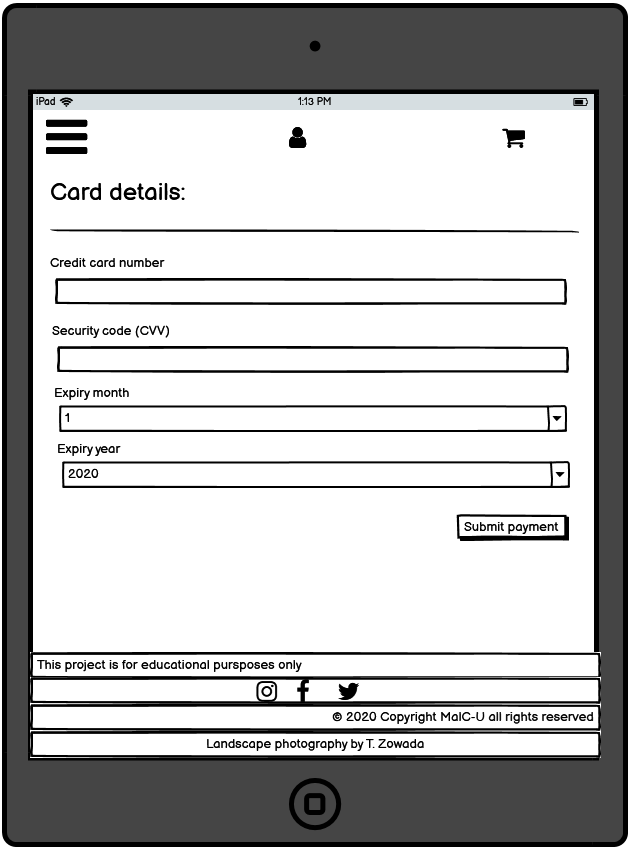 iPad 1:13 PM
Card details:
Credit card number
Security code (CVV)
Expiry month
1
Expiry year
2020
Submit payment
This project is for educational pursposes only
© 2020 Copyright MalC-U all rights reserved
Landscape photography by T. Zowada